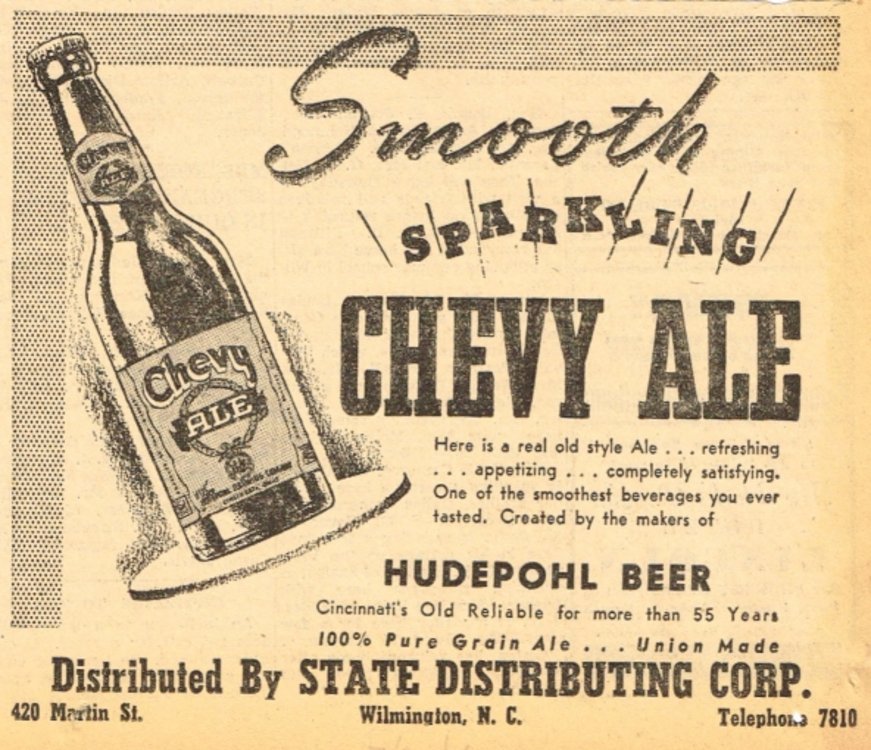 Smooth
SPARKLING
CHEVY ALE
Chevy
ALE
Chevy
ALE
Here is a real old style Ale . . . refreshing
. . . appetizing . . . completely satisfying.
One of the smoothest beverages you ever
tasted. Created by the makers of
HUDEPOHL BEER
Cincinnati's Old Reliable for more than 55 Years
100% Pure Grain Ale . . . Union Made
Distributed By STATE DISTRIBUTING CORP.
420 Martin St. Wilmington, N. C. Telephone 7810